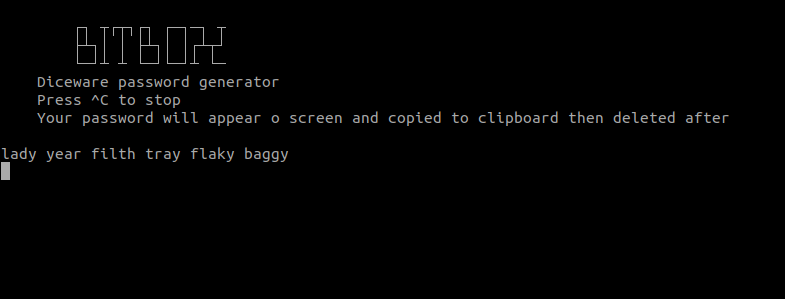 BITBOX
Diceware password generator
Press ^C to stop
Your password will appear o screen and copied to clipboard then deleted after
lady year filth tray flaky baggy